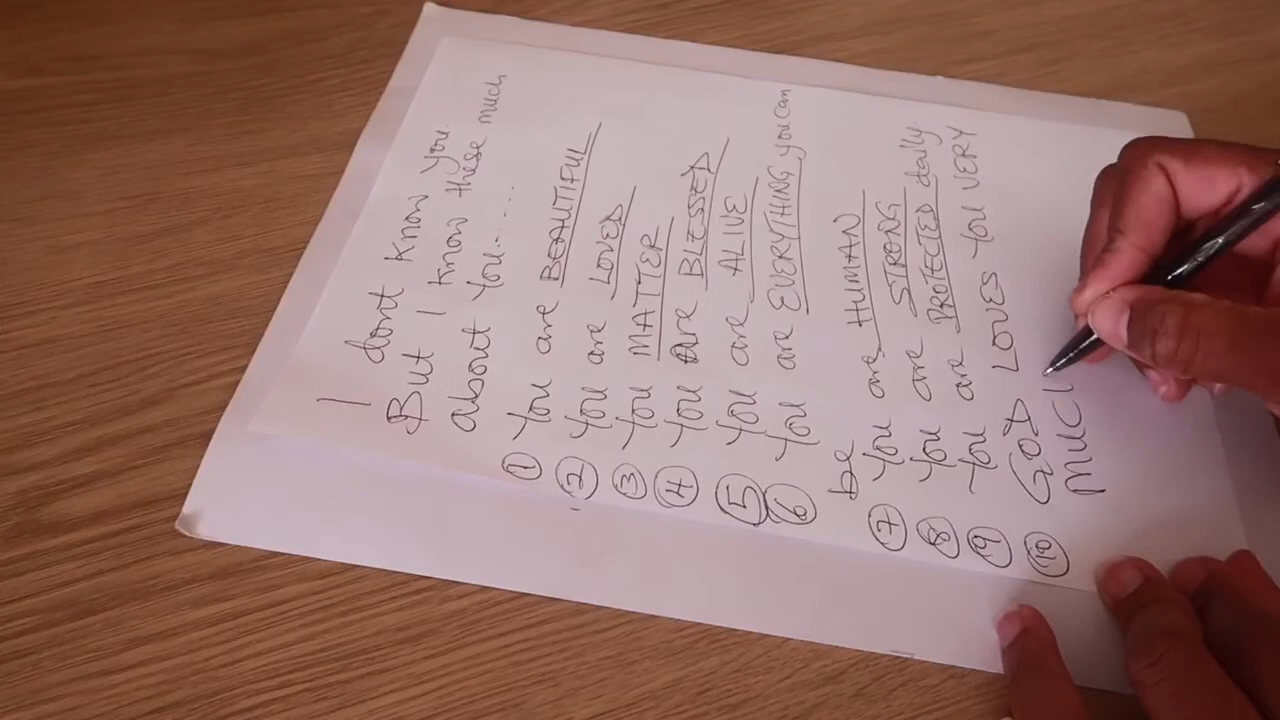 I dont know you.
But I know these much
about you.....
① You are BEAUTIFUL
② You are LOVED
③ You MATTER
④ You are BLESSED
⑤ You are ALIVE
⑥ You are EVERYTHING you can
be
⑦ You are HUMAN
⑧ You are STRONG
⑨ You are PROTECTED daily.
⑩ GOD LOVES You VERY
MUCH